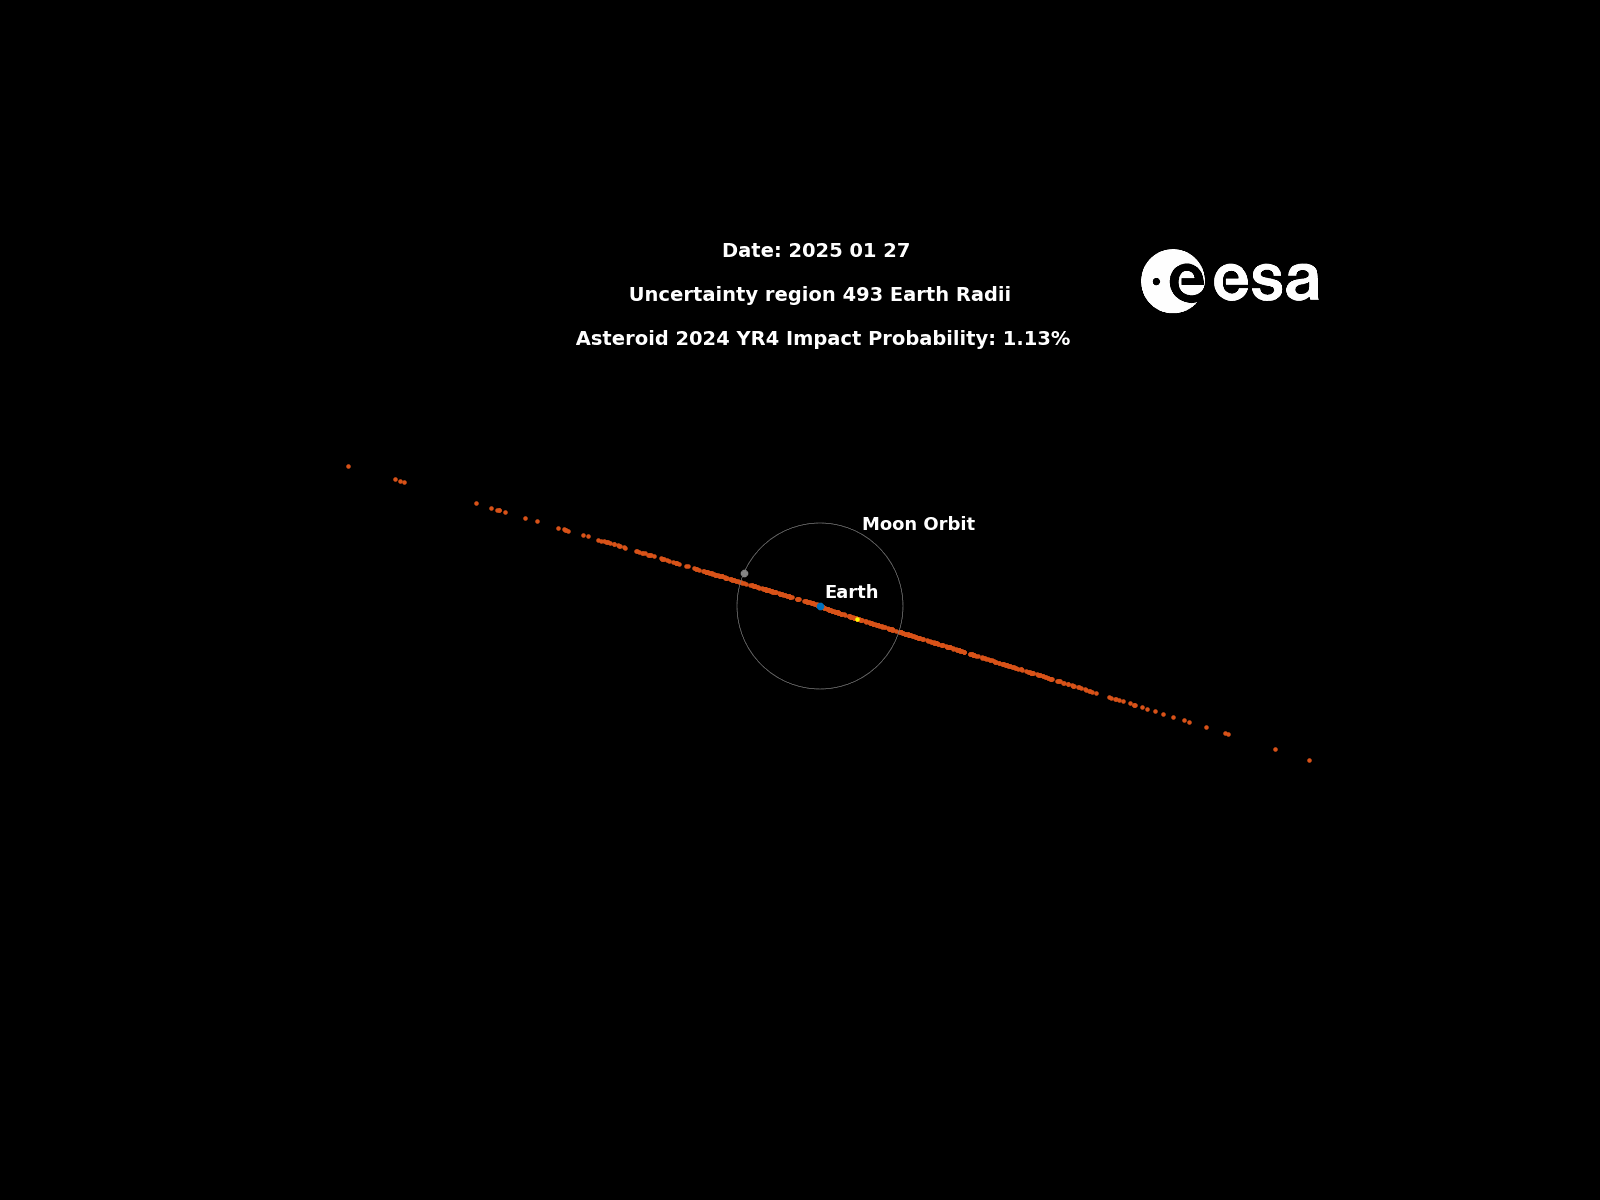 Date: 2025 01 27
esa
Uncertainty region 493 Earth Radii
Asteroid 2024 YR4 Impact Probability: 1.13%
Moon Orbit
Earth